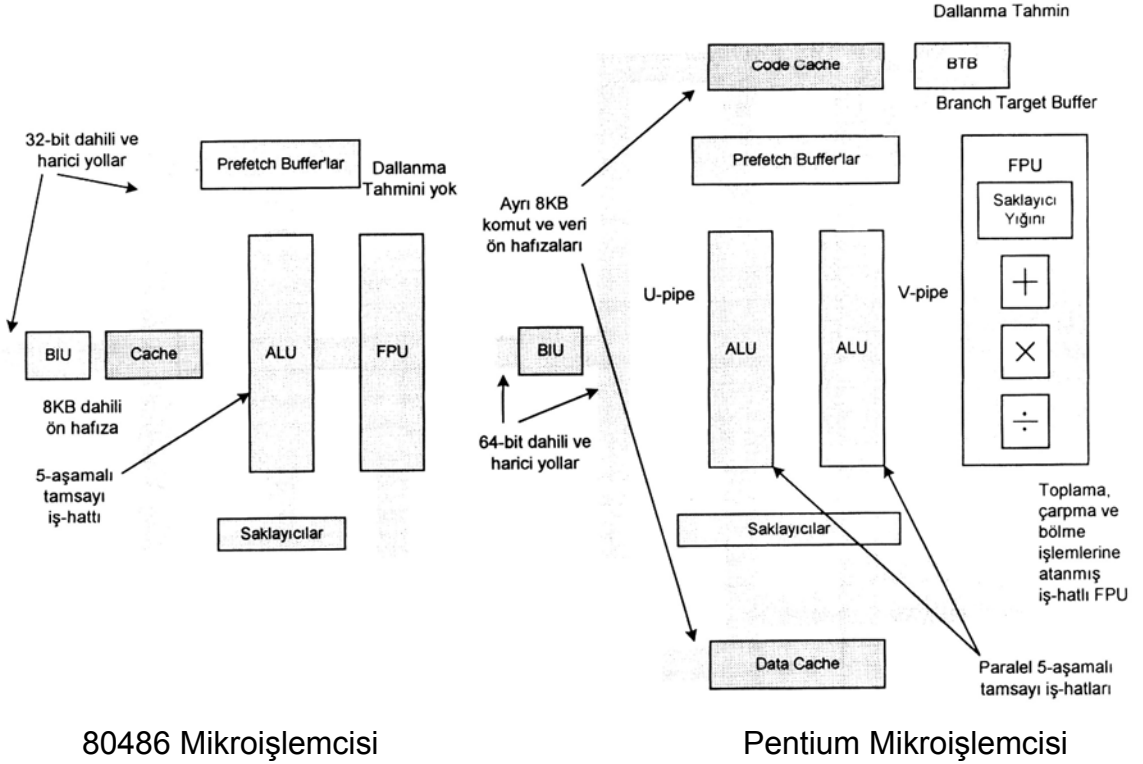 32-bit dahili ve
harici yollar
Prefetch Buffer'lar
Dallanma
Tahmini yok
BIU
Cache
ALU
FPU
8KB dahili
ön hafıza
5-aşamalı
tamsayı
iş-hattı
Saklayıcılar
80486 Mikroişlemcisi
Dallanma Tahmin
Code Cache
BTB
Branch Target Buffer
Prefetch Buffer'lar
FPU
Saklayıcı
Yığını
+
×
÷
Ayrı 8KB
komut ve veri
ön hafızaları
U-pipe
V-pipe
BIU
ALU
ALU
64-bit dahili ve
harici yollar
Saklayıcılar
Toplama,
çarpma ve
bölme
işlemlerine
atanmış
iş-hatlı FPU
Data Cache
Paralel 5-aşamalı
tamsayı iş-hatları
Pentium Mikroişlemcisi